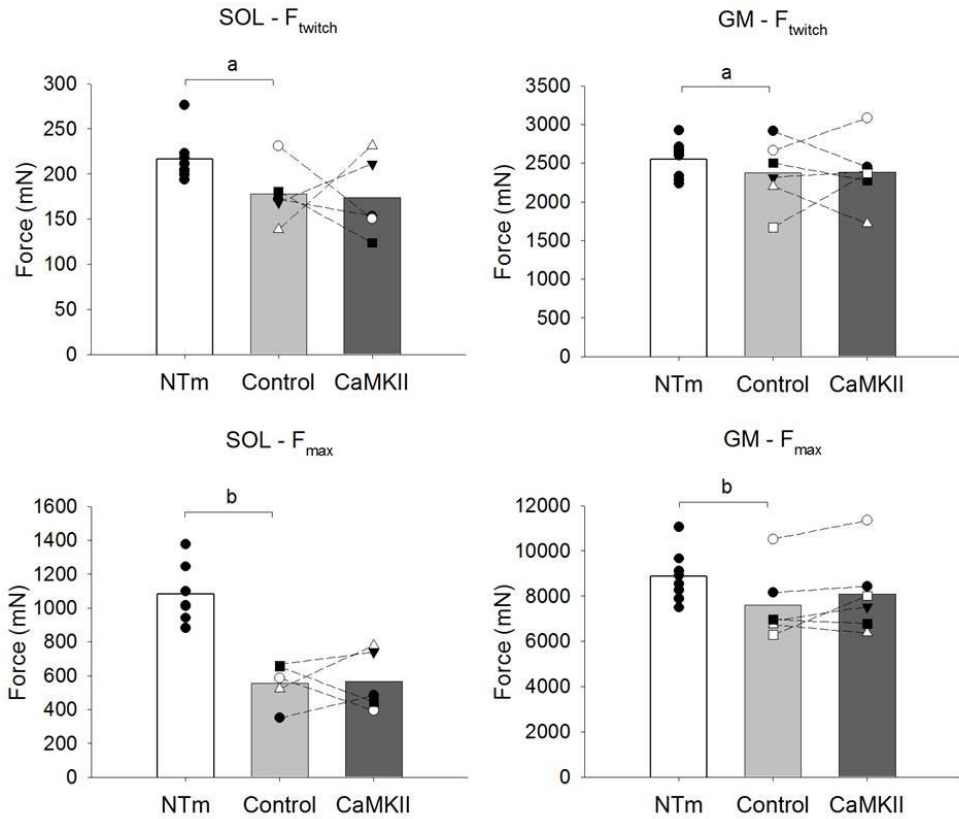 SOL - Ftwitch
a
300
250
200
150
100
50
0
Force (mN)
NTm Control CaMKII
GM - Ftwitch
a
3500
3000
2500
2000
1500
1000
500
0
Force (mN)
NTm Control CaMKII
SOL - Fmax
b
1600
1400
1200
1000
800
600
400
200
0
Force (mN)
NTm Control CaMKII
GM - Fmax
b
12000
10000
8000
6000
4000
2000
0
Force (mN)
NTm Control CaMKII